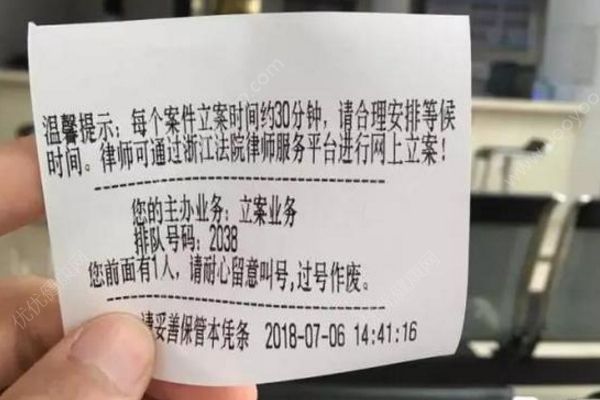 温馨提示：每个案件立案时间约30分钟，请合理安排等候
时间。律师可通过浙江法院律师服务平台进行网上立案！
您的主办业务：立案业务
排队号码：2038
您前面有1人，请耐心留意叫号,过号作废。
请妥善保管本凭条 2018-07-06 14:41:16